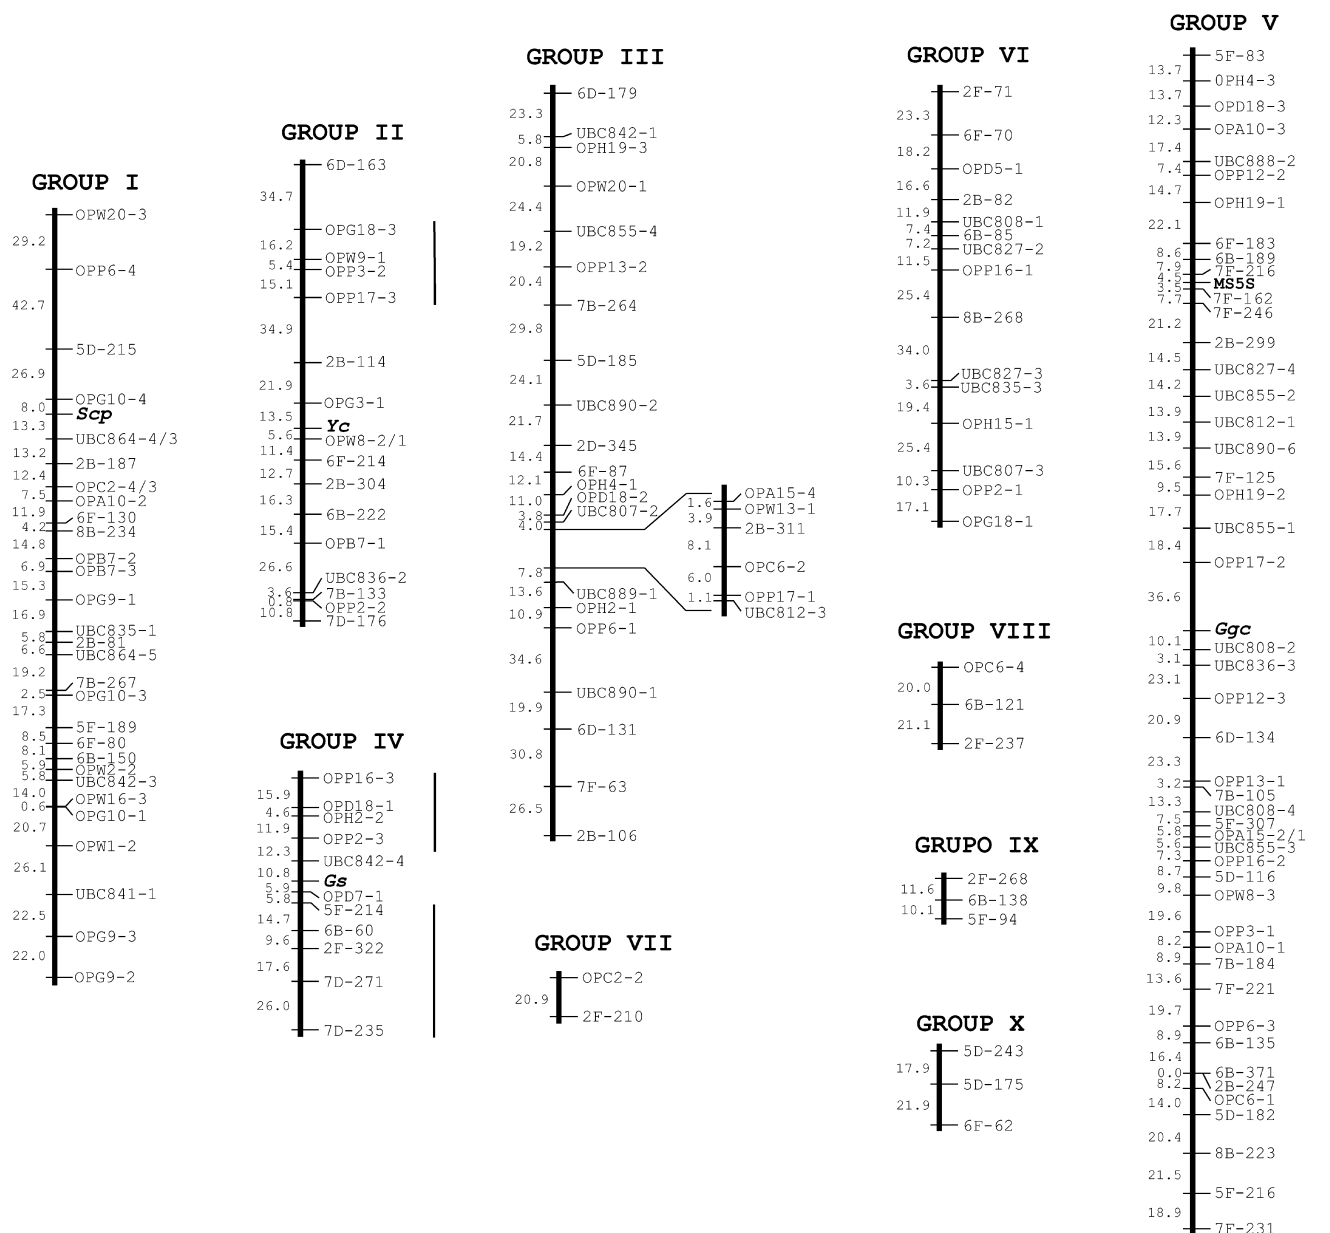 GROUP I
OPW20-3
29.2
OPP6-4
42.7
5D-215
26.9
OPG10-4
8.0
Scp
13.3
UBC864-4/3
13.2
2B-187
12.4
OPC2-4/3
7.5
OPA10-2
11.9
6F-130
4.2
8B-234
14.8
OPB7-2
6.9
OPB7-3
15.3
OPG9-1
16.9
UBC835-1
5.8
2B-81
6.6
UBC864-5
19.2
7B-267
2.5
OPG10-3
17.3
5F-189
8.5
6F-80
8.1
6B-150
5.9
OPW2-2
5.8
UBC842-3
14.0
OPW16-3
0.6
OPG10-1
20.7
OPW1-2
26.1
UBC841-1
22.5
OPG9-3
22.0
OPG9-2
GROUP II
6D-163
34.7
OPG18-3
16.2
OPW9-1
5.4
OPP3-2
15.1
OPP17-3
34.9
2B-114
21.9
OPG3-1
13.5
Yc
5.6
OPW8-2/1
11.4
6F-214
12.7
2B-304
16.3
6B-222
15.4
OPB7-1
26.6
UBC836-2
3.6
7B-133
0.8
OPP2-2
10.8
7D-176
GROUP IV
OPP16-3
15.9
OPD18-1
4.6
OPH2-2
11.9
OPP2-3
12.3
UBC842-4
10.8
Gs
5.9
OPD7-1
5.8
5F-214
14.7
6B-60
9.6
2F-322
17.6
7D-271
26.0
7D-235
GROUP III
6D-179
23.3
UBC842-1
5.8
OPH19-3
20.8
OPW20-1
24.4
UBC855-4
19.2
OPP13-2
20.4
7B-264
29.8
5D-185
24.1
UBC890-2
21.7
2D-345
14.4
6F-87
12.1
OPH4-1
11.0
OPD18-2
3.8
UBC807-2
4.0
OPA15-4
1.6
OPW13-1
3.9
2B-311
8.1
OPC6-2
6.0
OPP17-1
1.1
UBC812-3
7.8
UBC889-1
13.6
OPH2-1
10.9
OPP6-1
34.6
UBC890-1
19.9
6D-131
30.8
7F-63
26.5
2B-106
GROUP VII
OPC2-2
20.9
2F-210
GROUP VI
2F-71
23.3
6F-70
18.2
OPD5-1
16.6
2B-82
11.9
UBC808-1
7.4
6B-85
7.2
UBC827-2
11.5
OPP16-1
25.4
8B-268
34.0
UBC827-3
3.6
UBC835-3
19.4
OPH15-1
25.4
UBC807-3
10.3
OPP2-1
17.1
OPG18-1
GROUP VIII
OPC6-4
20.0
6B-121
21.1
2F-237
GRUPO IX
2F-268
11.6
6B-138
10.1
5F-94
GROUP X
5D-243
17.9
5D-175
21.9
6F-62
GROUP V
5F-83
13.7
0PH4-3
13.7
OPD18-3
12.3
OPA10-3
17.4
UBC888-2
7.4
OPP12-2
14.7
OPH19-1
22.1
6F-183
8.6
6B-189
7.9
7F-216
4.5
MS5S
3.5
7F-162
7.7
7F-246
21.2
2B-299
14.5
UBC827-4
14.2
UBC855-2
13.9
UBC812-1
13.9
UBC890-6
15.6
7F-125
9.5
OPH19-2
17.7
UBC855-1
18.4
OPP17-2
36.6
Ggc
10.1
UBC808-2
3.1
UBC836-3
23.1
OPP12-3
20.9
6D-134
23.3
OPP13-1
3.2
7B-105
13.3
UBC808-4
7.5
5F-307
5.8
OPA15-2/1
5.6
UBC855-3
7.3
OPP16-2
8.7
5D-116
9.8
OPW8-3
19.6
OPP3-1
8.2
OPA10-1
8.9
7B-184
13.6
7F-221
19.7
OPP6-3
8.9
6B-135
16.4
6B-371
0.0
2B-247
8.2
OPC6-1
14.0
5D-182
20.4
8B-223
21.5
5F-216
18.9
7F-231